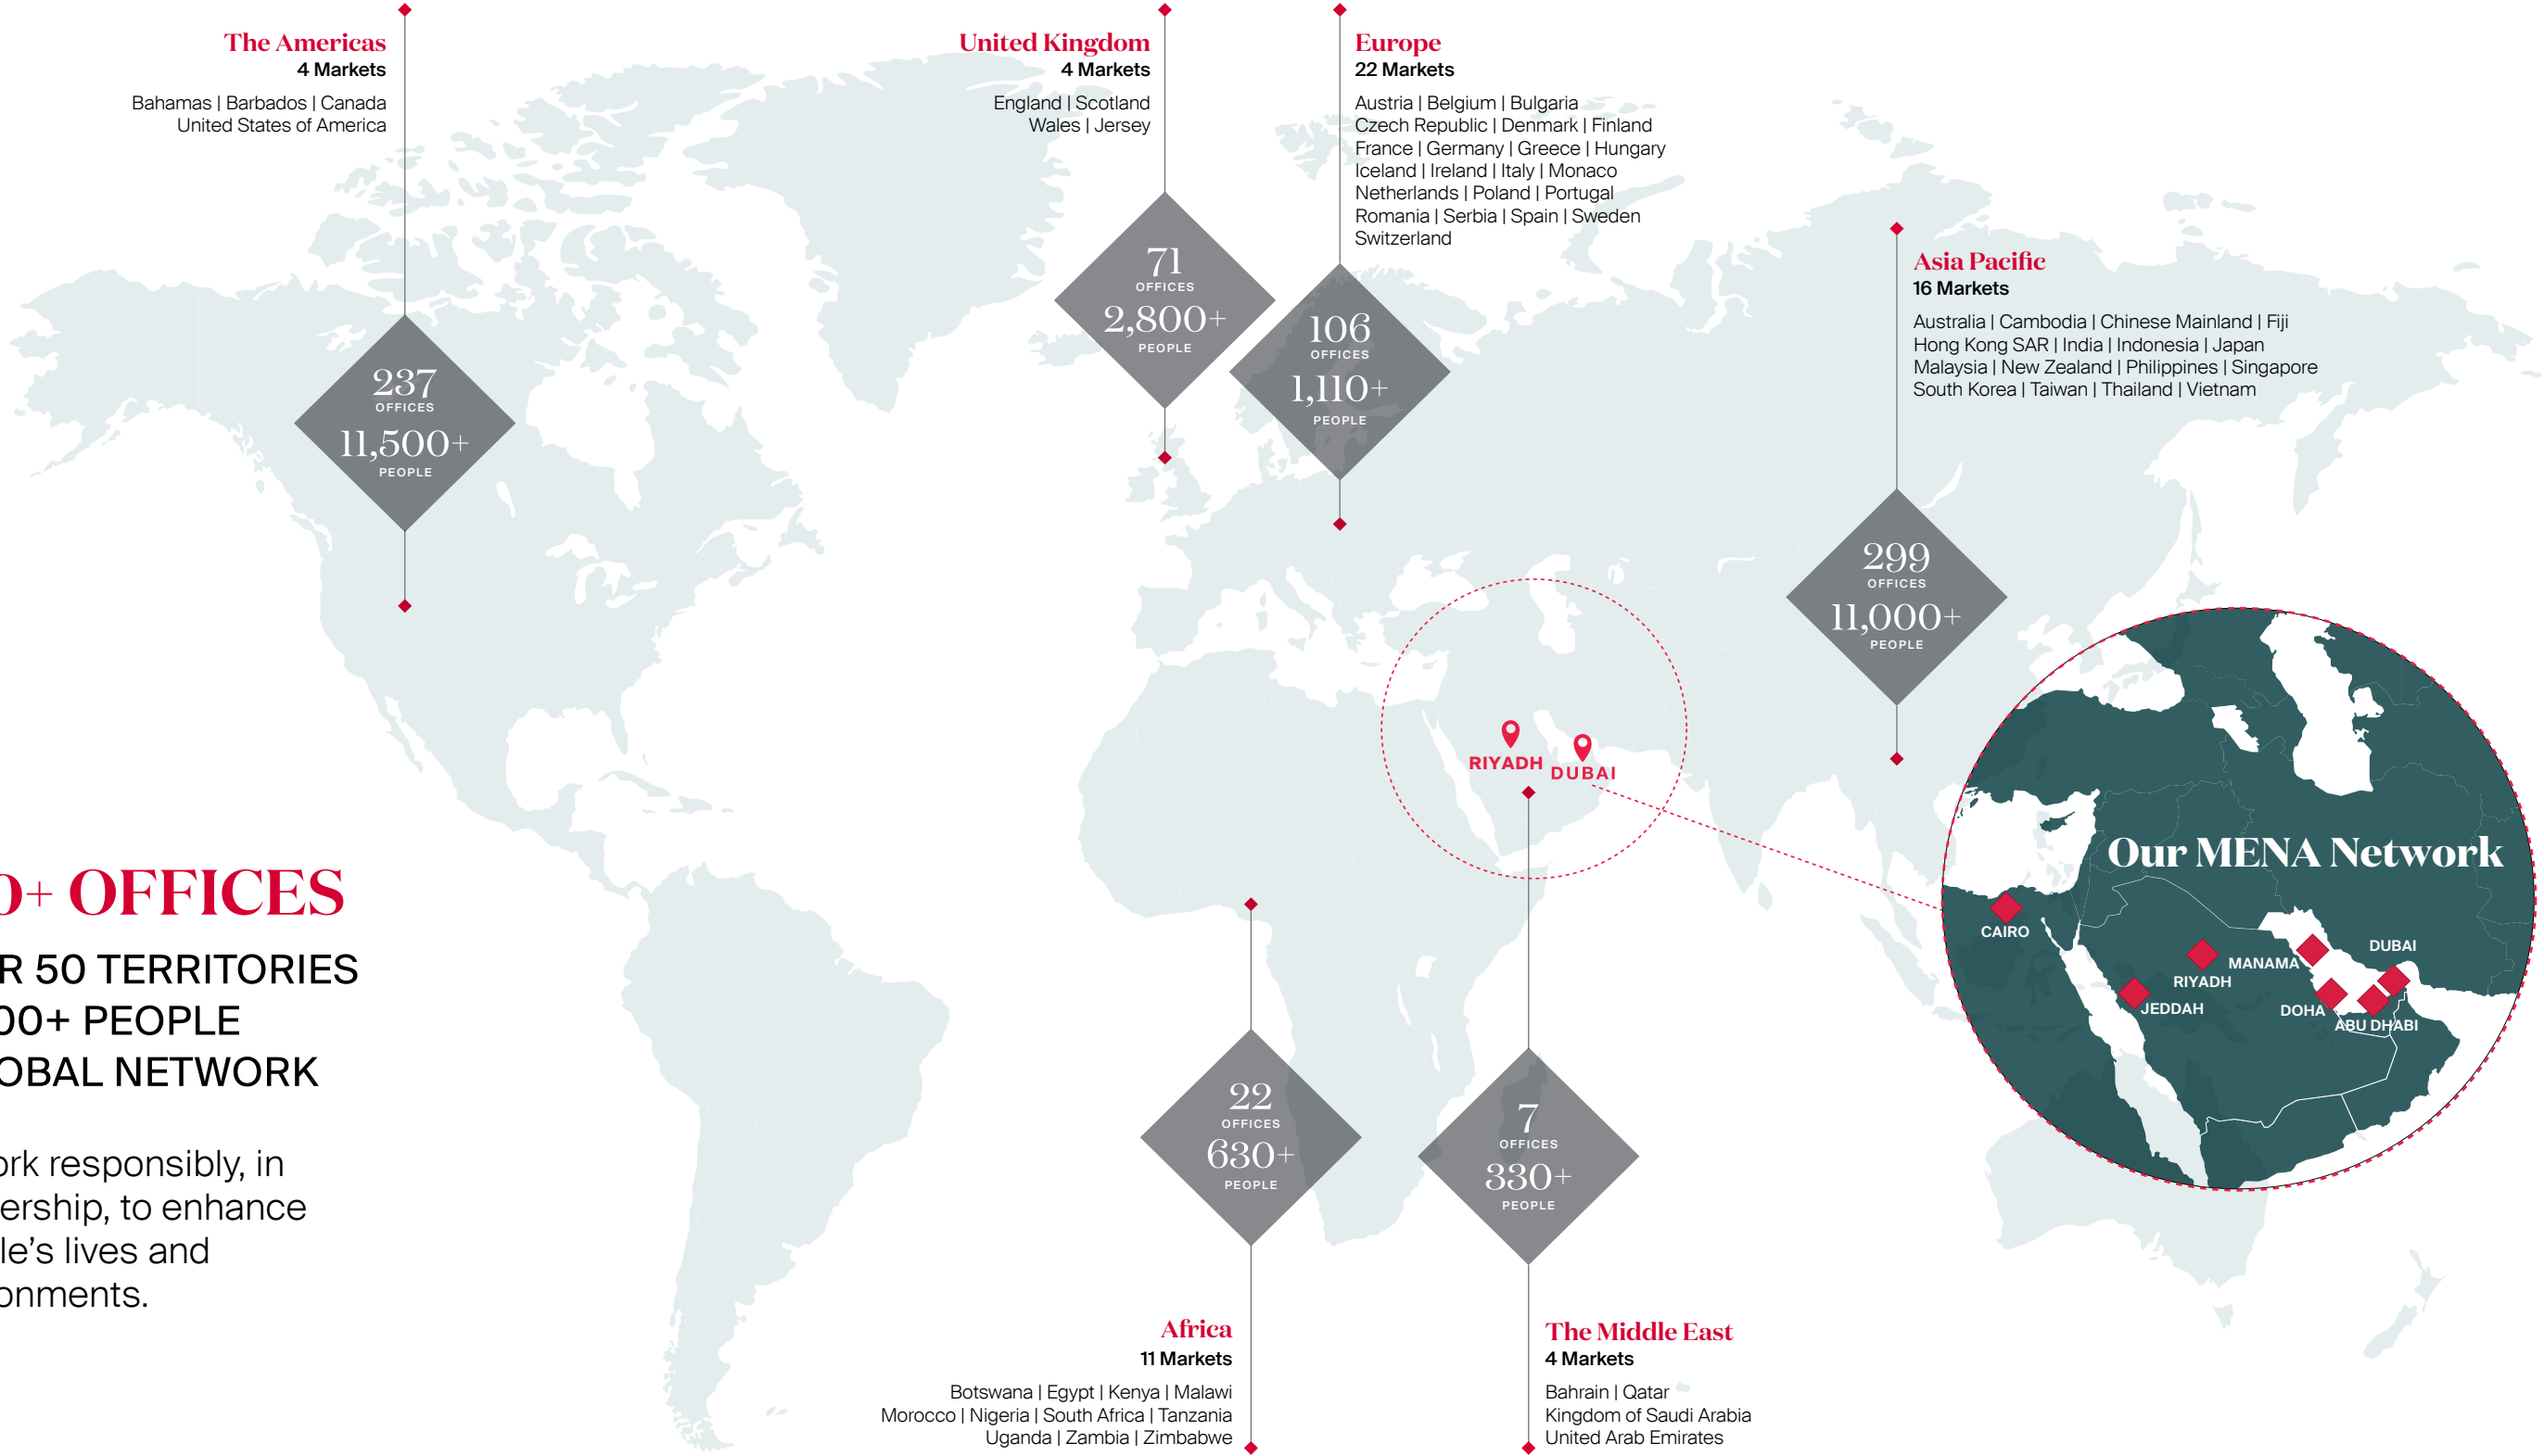 The Americas
4 Markets
Bahamas | Barbados | Canada
United States of America
237
OFFICES
11,500+
PEOPLE
United Kingdom
4 Markets
England | Scotland
Wales | Jersey
71
OFFICES
2,800+
PEOPLE
Europe
22 Markets
Austria | Belgium | Bulgaria
Czech Republic | Denmark | Finland
France | Germany | Greece | Hungary
Iceland | Ireland | Italy | Monaco
Netherlands | Poland | Portugal
Romania | Serbia | Spain | Sweden
Switzerland
106
OFFICES
1,110+
PEOPLE
Asia Pacific
16 Markets
Australia | Cambodia | Chinese Mainland | Fiji
Hong Kong SAR | India | Indonesia | Japan
Malaysia | New Zealand | Philippines | Singapore
South Korea | Taiwan | Thailand | Vietnam
299
OFFICES
11,000+
PEOPLE
RIYADH
DUBAI
Our MENA Network
CAIRO
DUBAI
MANAMA
RIYADH
JEDDAH
DOHA
ABU DHABI
0+ OFFICES
R 50 TERRITORIES
00+ PEOPLE
OBAL NETWORK
ork responsibly, in
ership, to enhance
le's lives and
onments.
22
OFFICES
630+
PEOPLE
Africa
11 Markets
Botswana | Egypt | Kenya | Malawi
Morocco | Nigeria | South Africa | Tanzania
Uganda | Zambia | Zimbabwe
7
OFFICES
330+
PEOPLE
The Middle East
4 Markets
Bahrain | Qatar
Kingdom of Saudi Arabia
United Arab Emirates